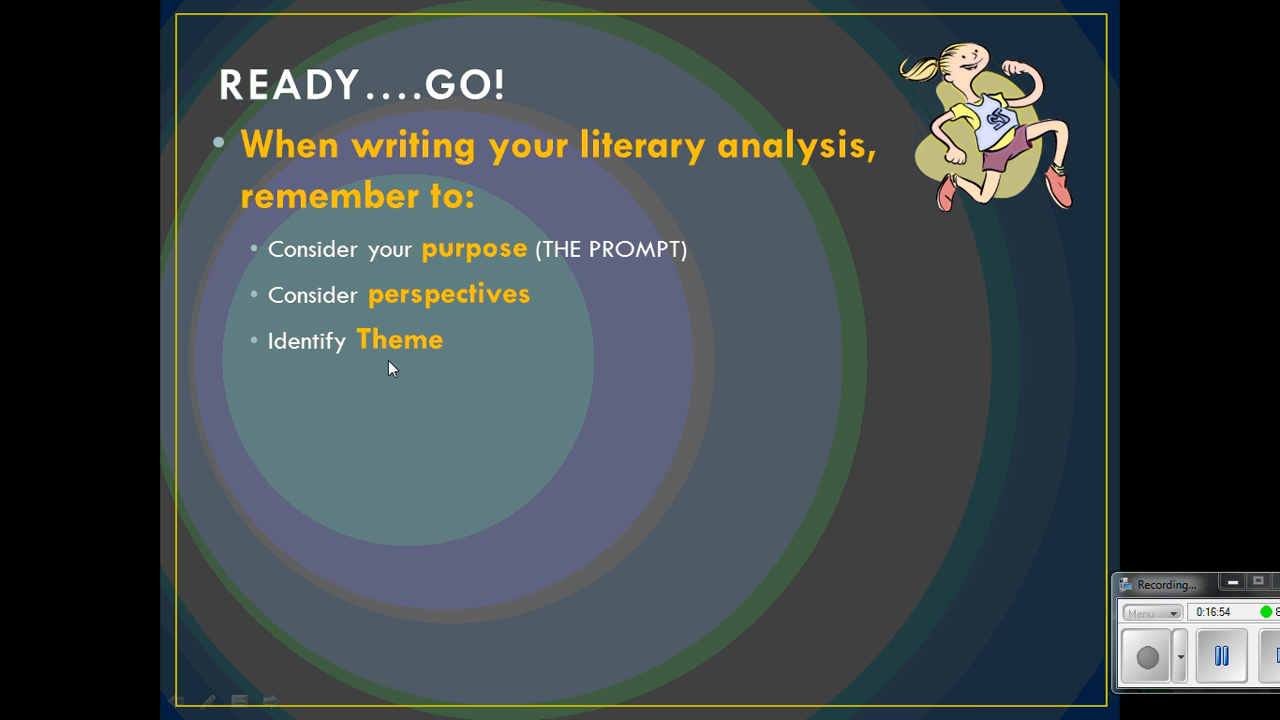 READY....GO!
• When writing your literary analysis,
remember to:
• Consider your purpose (THE PROMPT)
• Consider perspectives
• Identify Theme
Recording...
Menu
0:16:54